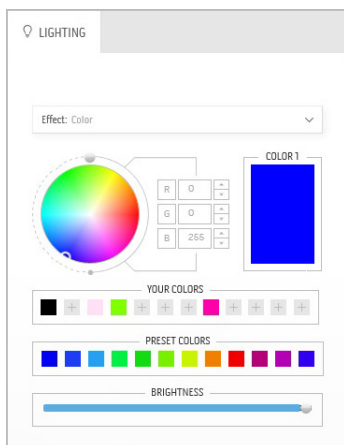 LIGHTING
Effect: Color
COLOR 1
R 0
G 0
B 255
YOUR COLORS
PRESET COLORS
BRIGHTNESS